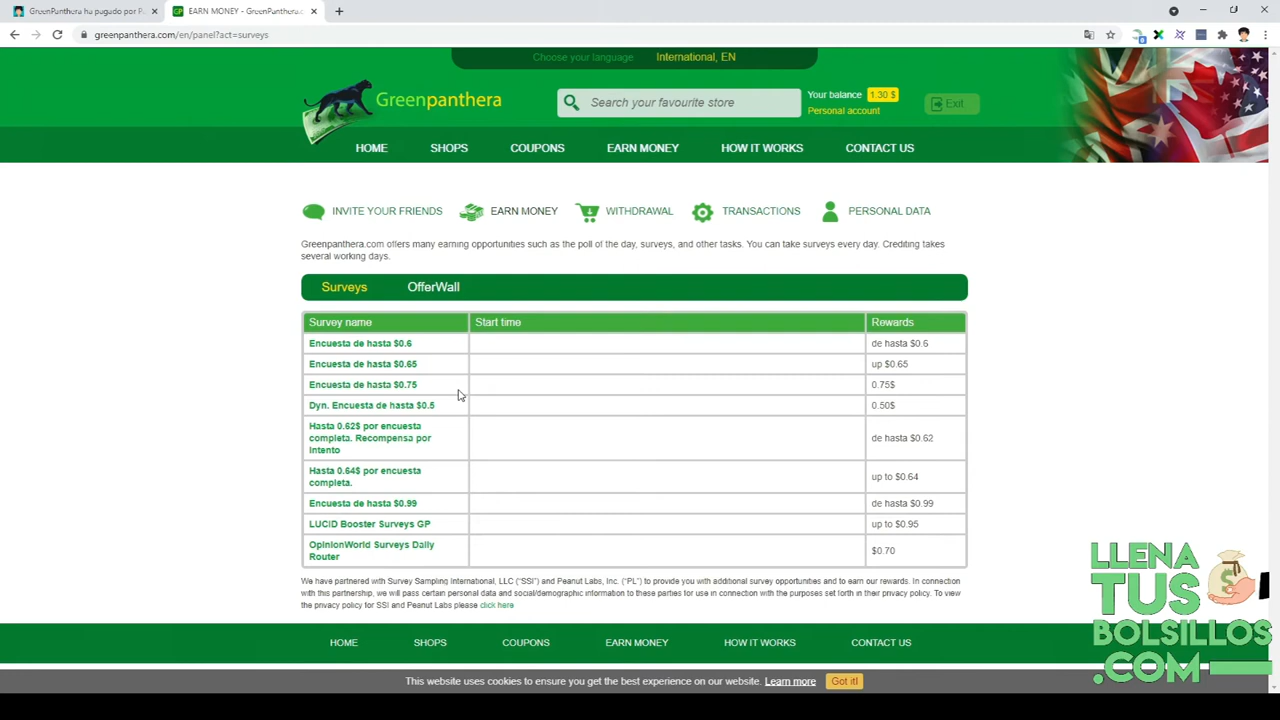 GreenPanthera ha pagado por P
EARN MONEY - GreenPanthera.c
greenpanthera.com/en/panel?act=surveys
Choose your language International, EN
Greenpanthera
Search your favourite store
Your balance 1.30 $
Personal account
Exit
HOME SHOPS COUPONS EARN MONEY HOW IT WORKS CONTACT US
INVITE YOUR FRIENDS EARN MONEY WITHDRAWAL TRANSACTIONS PERSONAL DATA
Greenpanthera.com offers many earning opportunities such as the poll of the day, surveys, and other tasks. You can take surveys every day. Crediting takes
several working days.
Surveys OfferWall
Survey name Start time Rewards
Encuesta de hasta $0.6 de hasta $0.6
Encuesta de hasta $0.65 up $0.65
Encuesta de hasta $0.75 0.75$
Dyn. Encuesta de hasta $0.5 0.50$
Hasta 0.62$ por encuesta
completa. Recompensa por
Intento
de hasta $0.62
Hasta 0.64$ por encuesta
completa.
up to $0.64
Encuesta de hasta $0.99 de hasta $0.99
LUCID Booster Surveys GP up to $0.95
OpinionWorld Surveys Daily
Router
$0.70
We have partnered with Survey Sampling International, LLC ("SSI") and Peanut Labs, Inc. ("PL") to provide you with additional survey opportunities and to earn our rewards. In connection
with this partnership, we will pass certain personal data and social/demographic information to these parties for use in connection with the purposes set forth in their privacy policy. To view
the privacy policy for SSI and Peanut Labs please click here
HOME SHOPS COUPONS EARN MONEY HOW IT WORKS CONTACT US
This website uses cookies to ensure you get the best experience on our website. Learn more Got it!
LLENA
TUS
BOLSILLOS
.COM